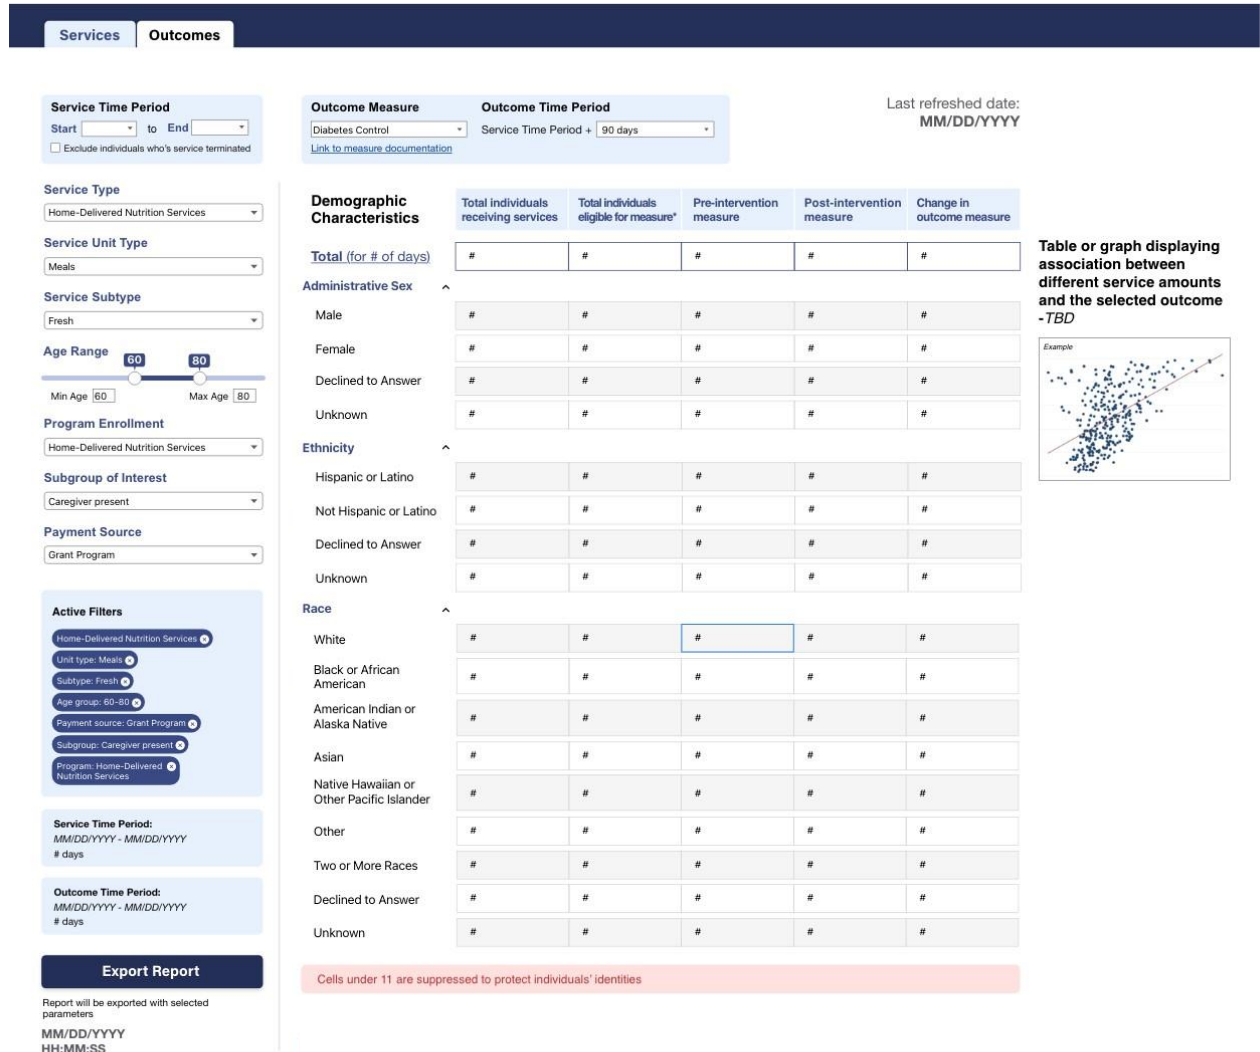 Services
Outcomes
Service Time Period
Start
to
End
Exclude individuals who's service terminated
Outcome Measure
Diabetes Control
Link to measure documentation
Outcome Time Period
Service Time Period +
90 days
Last refreshed date:
MM/DD/YYYY
Service Type
Home-Delivered Nutrition Services
Service Unit Type
Meals
Service Subtype
Fresh
Age Range
60
80
Min Age
60
Max Age
80
Program Enrollment
Home-Delivered Nutrition Services
Subgroup of Interest
Caregiver present
Payment Source
Grant Program
Active Filters
Home-Delivered Nutrition Services
Unit type: Meals
Subtype: Fresh
Age group: 60-80
Payment source: Grant Program
Subgroup: Caregiver present
Program: Home-Delivered
Nutrition Services
Service Time Period:
MM/DD/YYYY - MM/DD/YYYY
# days
Outcome Time Period:
MM/DD/YYYY - MM/DD/YYYY
# days
Export Report
Report will be exported with selected
parameters
MM/DD/YYYY
HH:MM:SS
Demographic
Characteristics
Total individuals
receiving services
Total individuals
eligible for measure*
Pre-intervention
measure
Post-intervention
measure
Change in
outcome measure
Total (for # of days) # # # # #
Administrative Sex
Male # # # # #
Female # # # # #
Declined to Answer # # # # #
Unknown # # # # #
Ethnicity
Hispanic or Latino # # # # #
Not Hispanic or Latino # # # # #
Declined to Answer # # # # #
Unknown # # # # #
Race
White # # # # #
Black or African
American # # # # #
American Indian or
Alaska Native # # # # #
Asian # # # # #
Native Hawaiian or
Other Pacific Islander # # # # #
Other # # # # #
Two or More Races # # # # #
Declined to Answer # # # # #
Unknown # # # # #
Cells under 11 are suppressed to protect individuals' identities
Table or graph displaying
association between
different service amounts
and the selected outcome
-TBD
Example